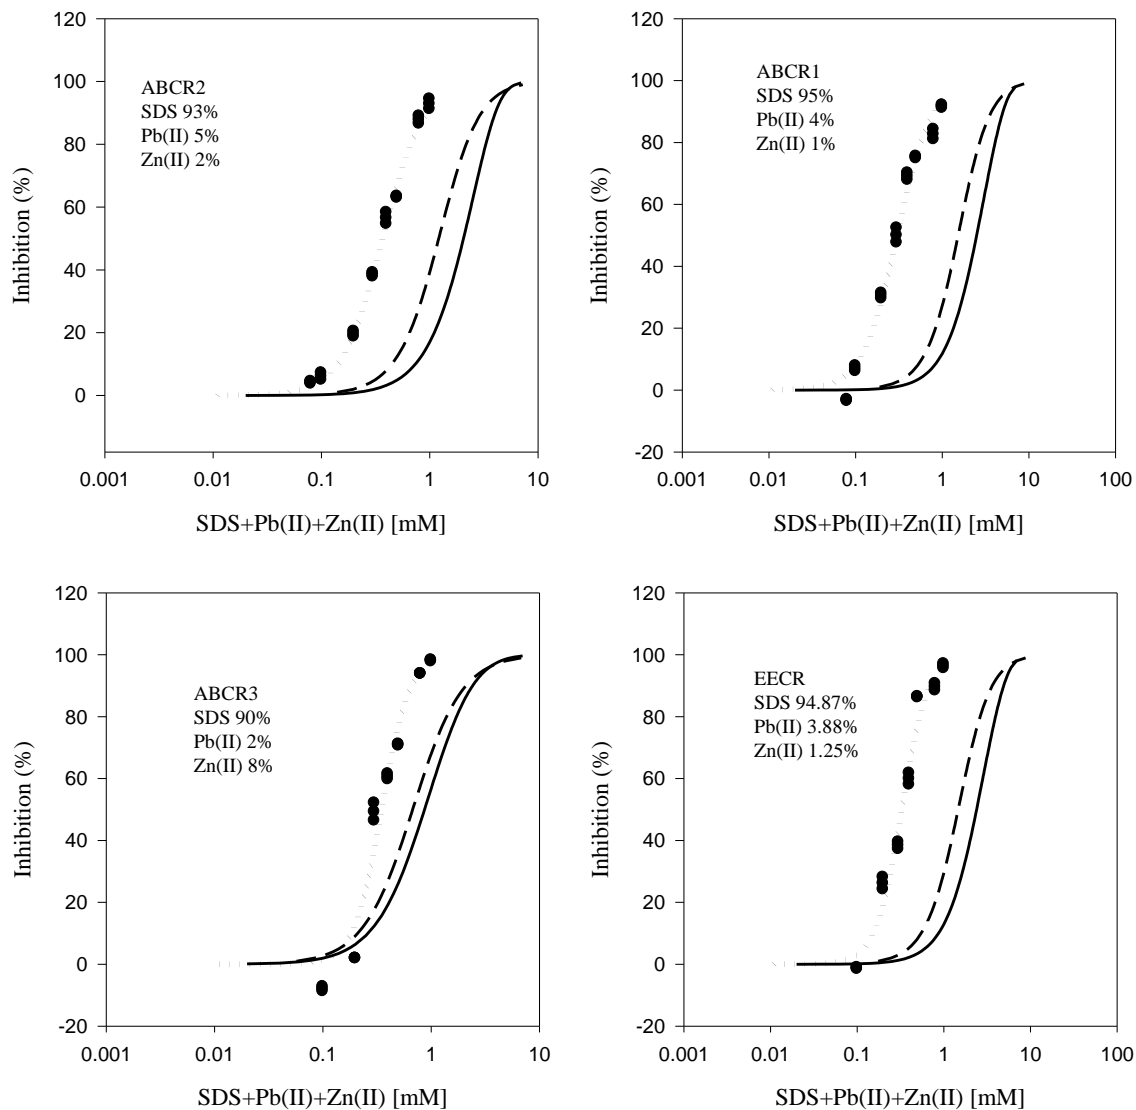 120
100
80
60
40
20
0
Inhibition (%)
ABCR2
SDS 93%
Pb(II) 5%
Zn(II) 2%
0.001
0.01
0.1
1
10
SDS+Pb(II)+Zn(II) [mM]
120
100
80
60
40
20
0
-20
Inhibition (%)
ABCR1
SDS 95%
Pb(II) 4%
Zn(II) 1%
0.001
0.01
0.1
1
10
100
SDS+Pb(II)+Zn(II) [mM]
120
100
80
60
40
20
0
-20
Inhibition (%)
ABCR3
SDS 90%
Pb(II) 2%
Zn(II) 8%
0.001
0.01
0.1
1
10
SDS+Pb(II)+Zn(II) [mM]
120
100
80
60
40
20
0
-20
Inhibition (%)
EECR
SDS 94.87%
Pb(II) 3.88%
Zn(II) 1.25%
0.001
0.01
0.1
1
10
100
SDS+Pb(II)+Zn(II) [mM]